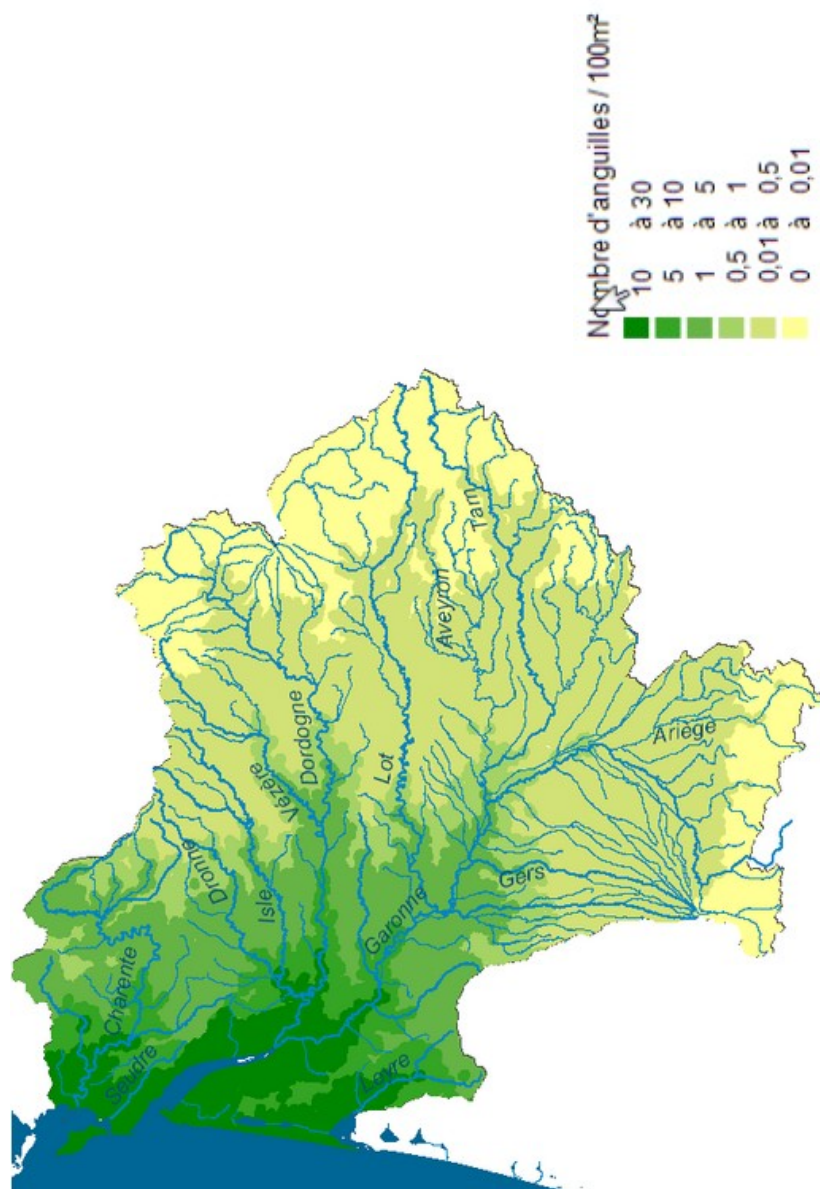 Charente
Seudre
Dronne
Isle
Vézère
Dordogne
Lot
Garonne
Leyre
Aveyron
Tarn
Gers
Ariège
Nombre d'anguilles / 100m²
10 à 30
5 à 10
1 à 5
0,5 à 1
0,01 à 0,5
0 à 0,01